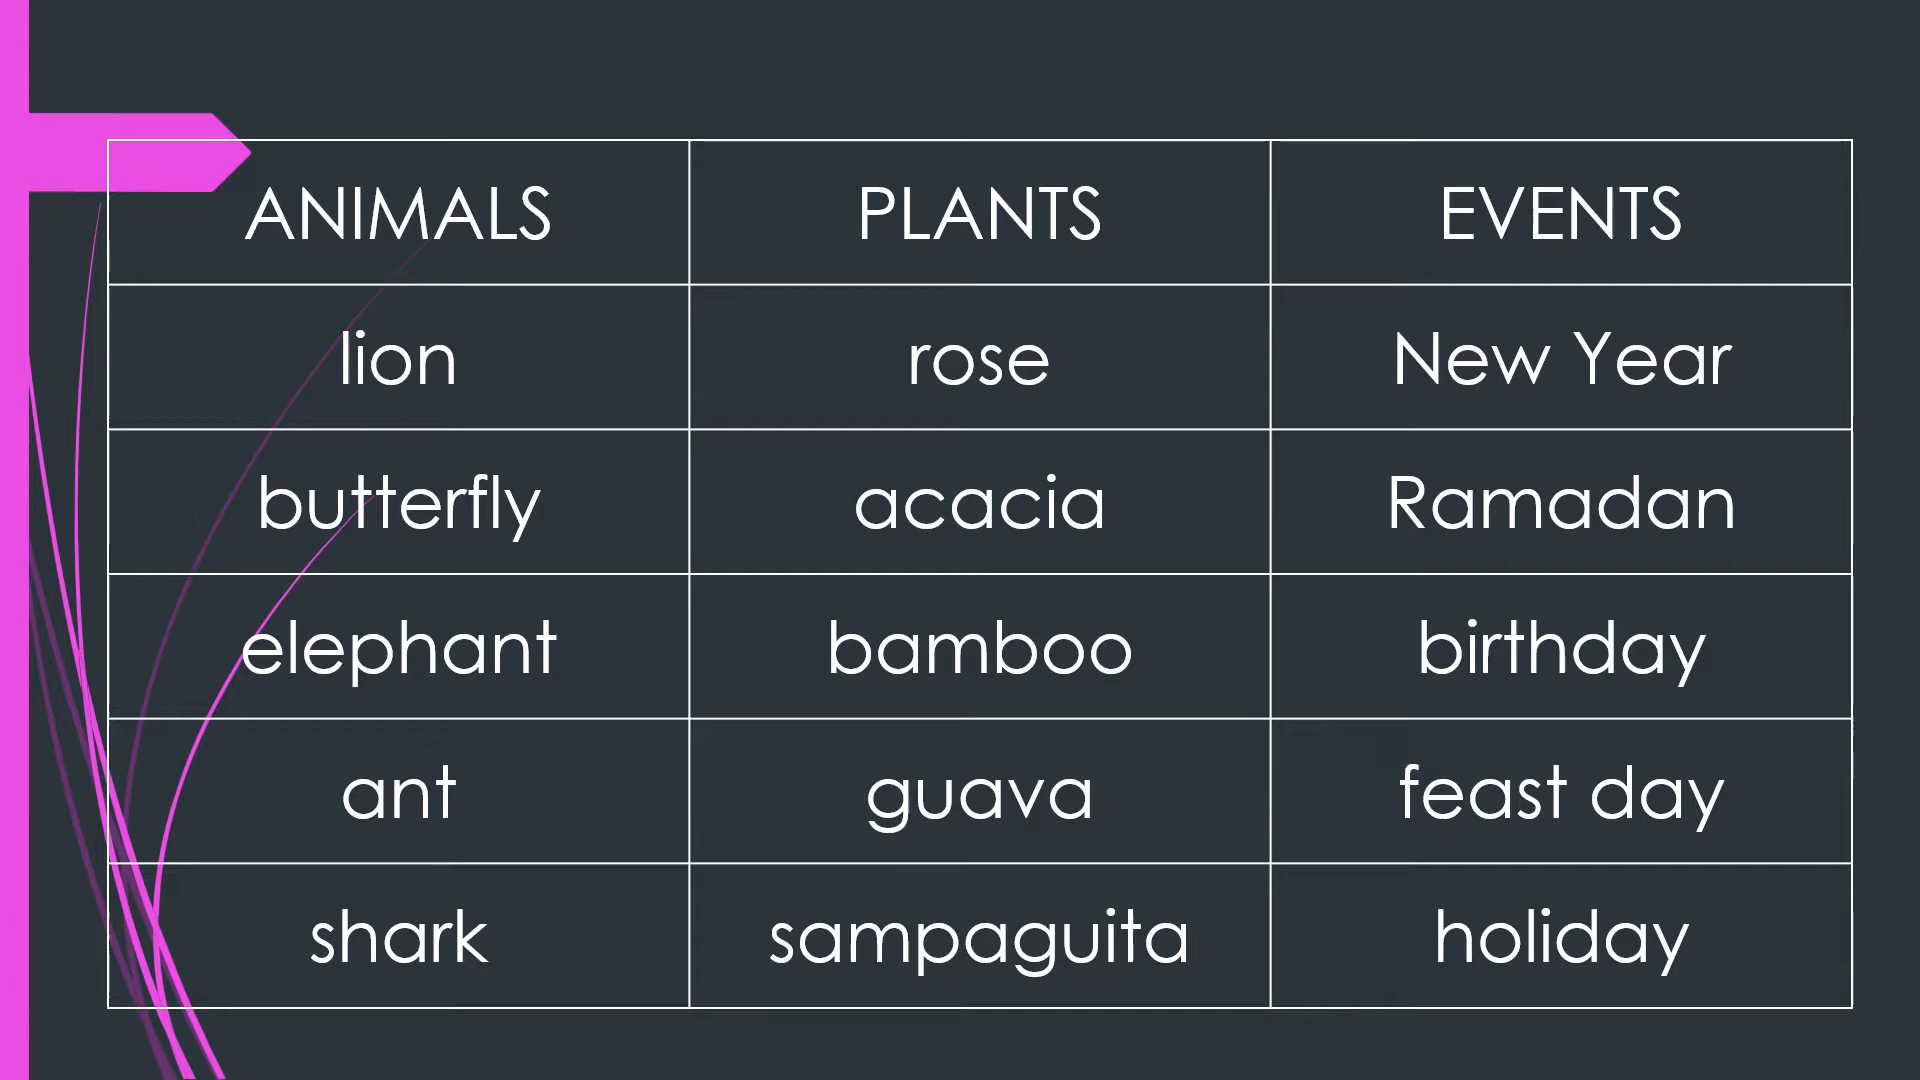 ANIMALS PLANTS EVENTS
lion rose New Year
butterfly acacia Ramadan
elephant bamboo birthday
ant guava feast day
shark sampaguita holiday